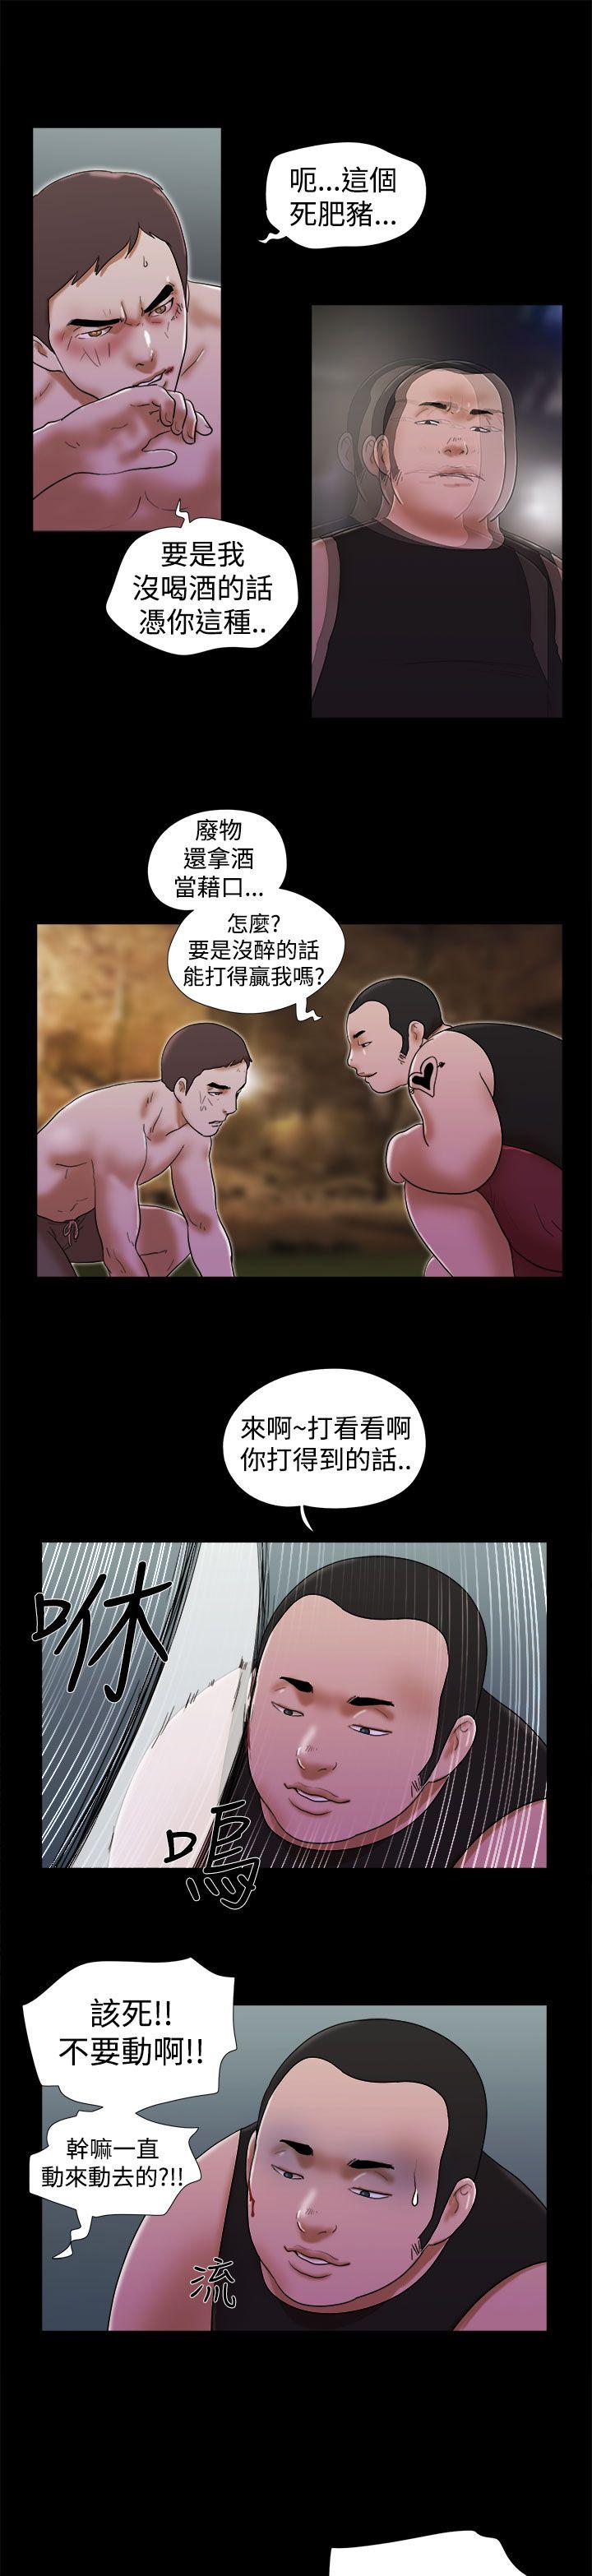 呃...這個
死肥豬...
要是我
沒喝酒的話
憑你這種..
廢物
還拿酒
當藉口...
怎麼?
要是沒醉的話
能打得贏我嗎?
來啊~打看看啊
你打得到的話..
咻
嗚
該死!!
不要動啊!!
幹嘛一直
動來動去的?!!
流